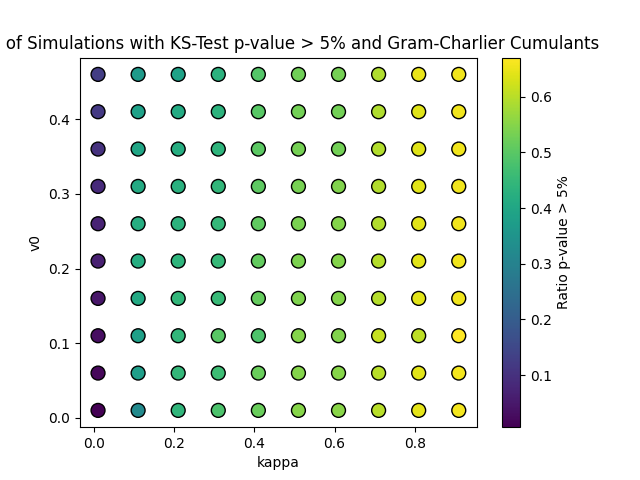 of Simulations with KS-Test p-value > 5% and Gram-Charlier Cumulants
0.4
0.3
0.2
0.1
0.0
v0
0.0 0.2 0.4 0.6 0.8
kappa
0.6
0.5
0.4
0.3
0.2
0.1
Ratio p-value > 5%